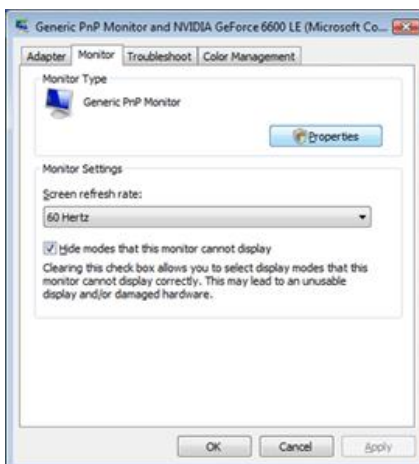 Generic PnP Monitor and NVIDIA GeForce 6600 LE (Microsoft Co...
Adapter Monitor Troubleshoot Color Management
Monitor Type
Generic PnP Monitor
Properties
Monitor Settings
Screen refresh rate:
60 Hertz
Hide modes that this monitor cannot display
Clearing this check box allows you to select display modes that this
monitor cannot display correctly. This may lead to an unusable
display and/or damaged hardware.
OK Cancel Apply